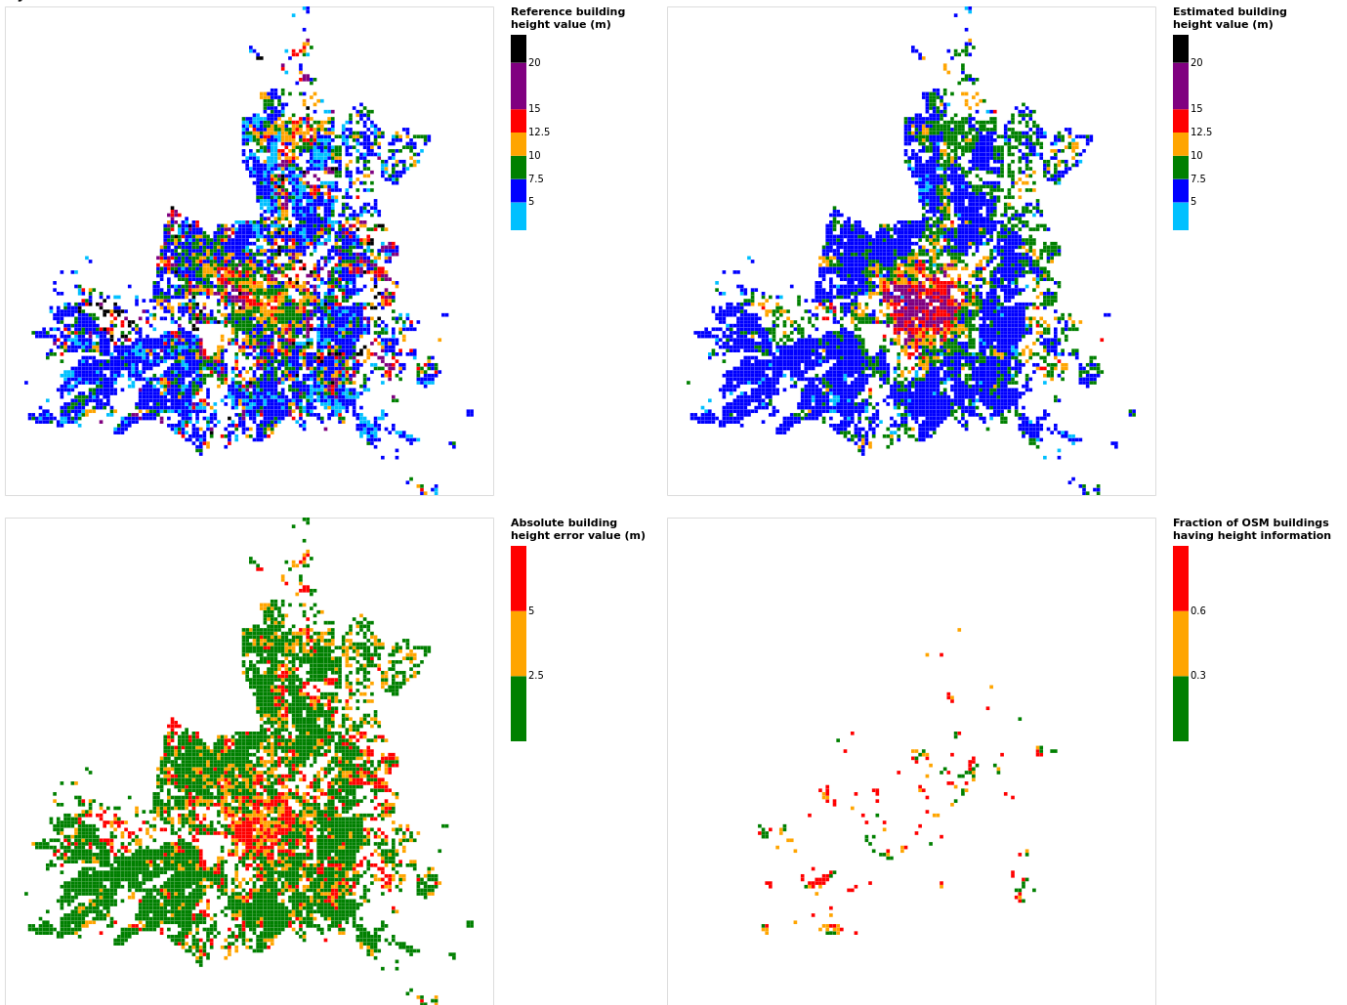 Reference building
height value (m)
20
15
12.5
10
7.5
5
Estimated building
height value (m)
20
15
12.5
10
7.5
5
Absolute building
height error value (m)
5
2.5
Fraction of OSM buildings
having height information
0.6
0.3